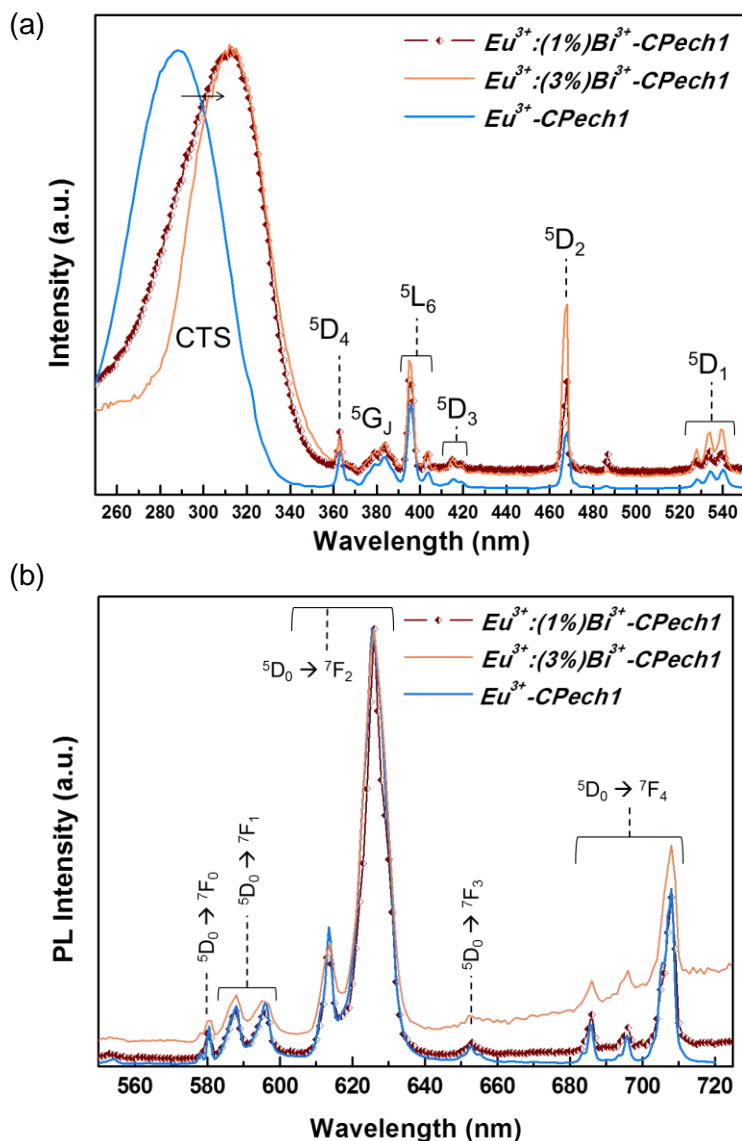 (a)
Eu³⁺:(1%)Bi³⁺-CPech1
Eu³⁺:(3%)Bi³⁺-CPech1
Eu³⁺-CPech1
Intensity (a.u.)
CTS
⁵D₄
⁵G_J
⁵L₆
⁵D₃
⁵D₂
⁵D₁
260 280 300 320 340 360 380 400 420 440 460 480 500 520 540
Wavelength (nm)
(b)
Eu³⁺:(1%)Bi³⁺-CPech1
Eu³⁺:(3%)Bi³⁺-CPech1
Eu³⁺-CPech1
PL Intensity (a.u.)
⁵D₀ → ⁷F₀
⁵D₀ → ⁷F₁
⁵D₀ → ⁷F₂
⁵D₀ → ⁷F₃
⁵D₀ → ⁷F₄
560 580 600 620 640 660 680 700 720
Wavelength (nm)